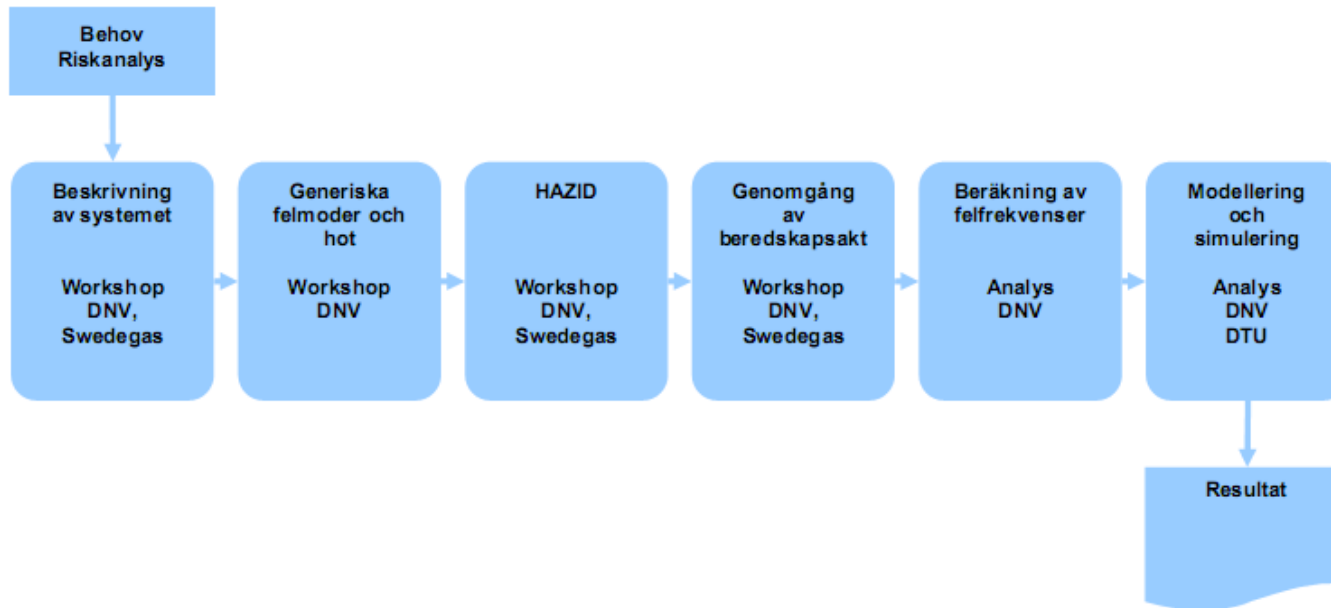 Behov
Riskanalys
Beskrivning
av systemet
Workshop
DNV,
Swedegas
Generiska
felmoder och
hot
Workshop
DNV
HAZID
Workshop
DNV,
Swedegas
Genomgång
av
beredskapsakt
Workshop
DNV,
Swedegas
Beräkning av
felfrekvenser
Analys
DNV
Modellering
och
simulering
Analys
DNV
DTU
Resultat